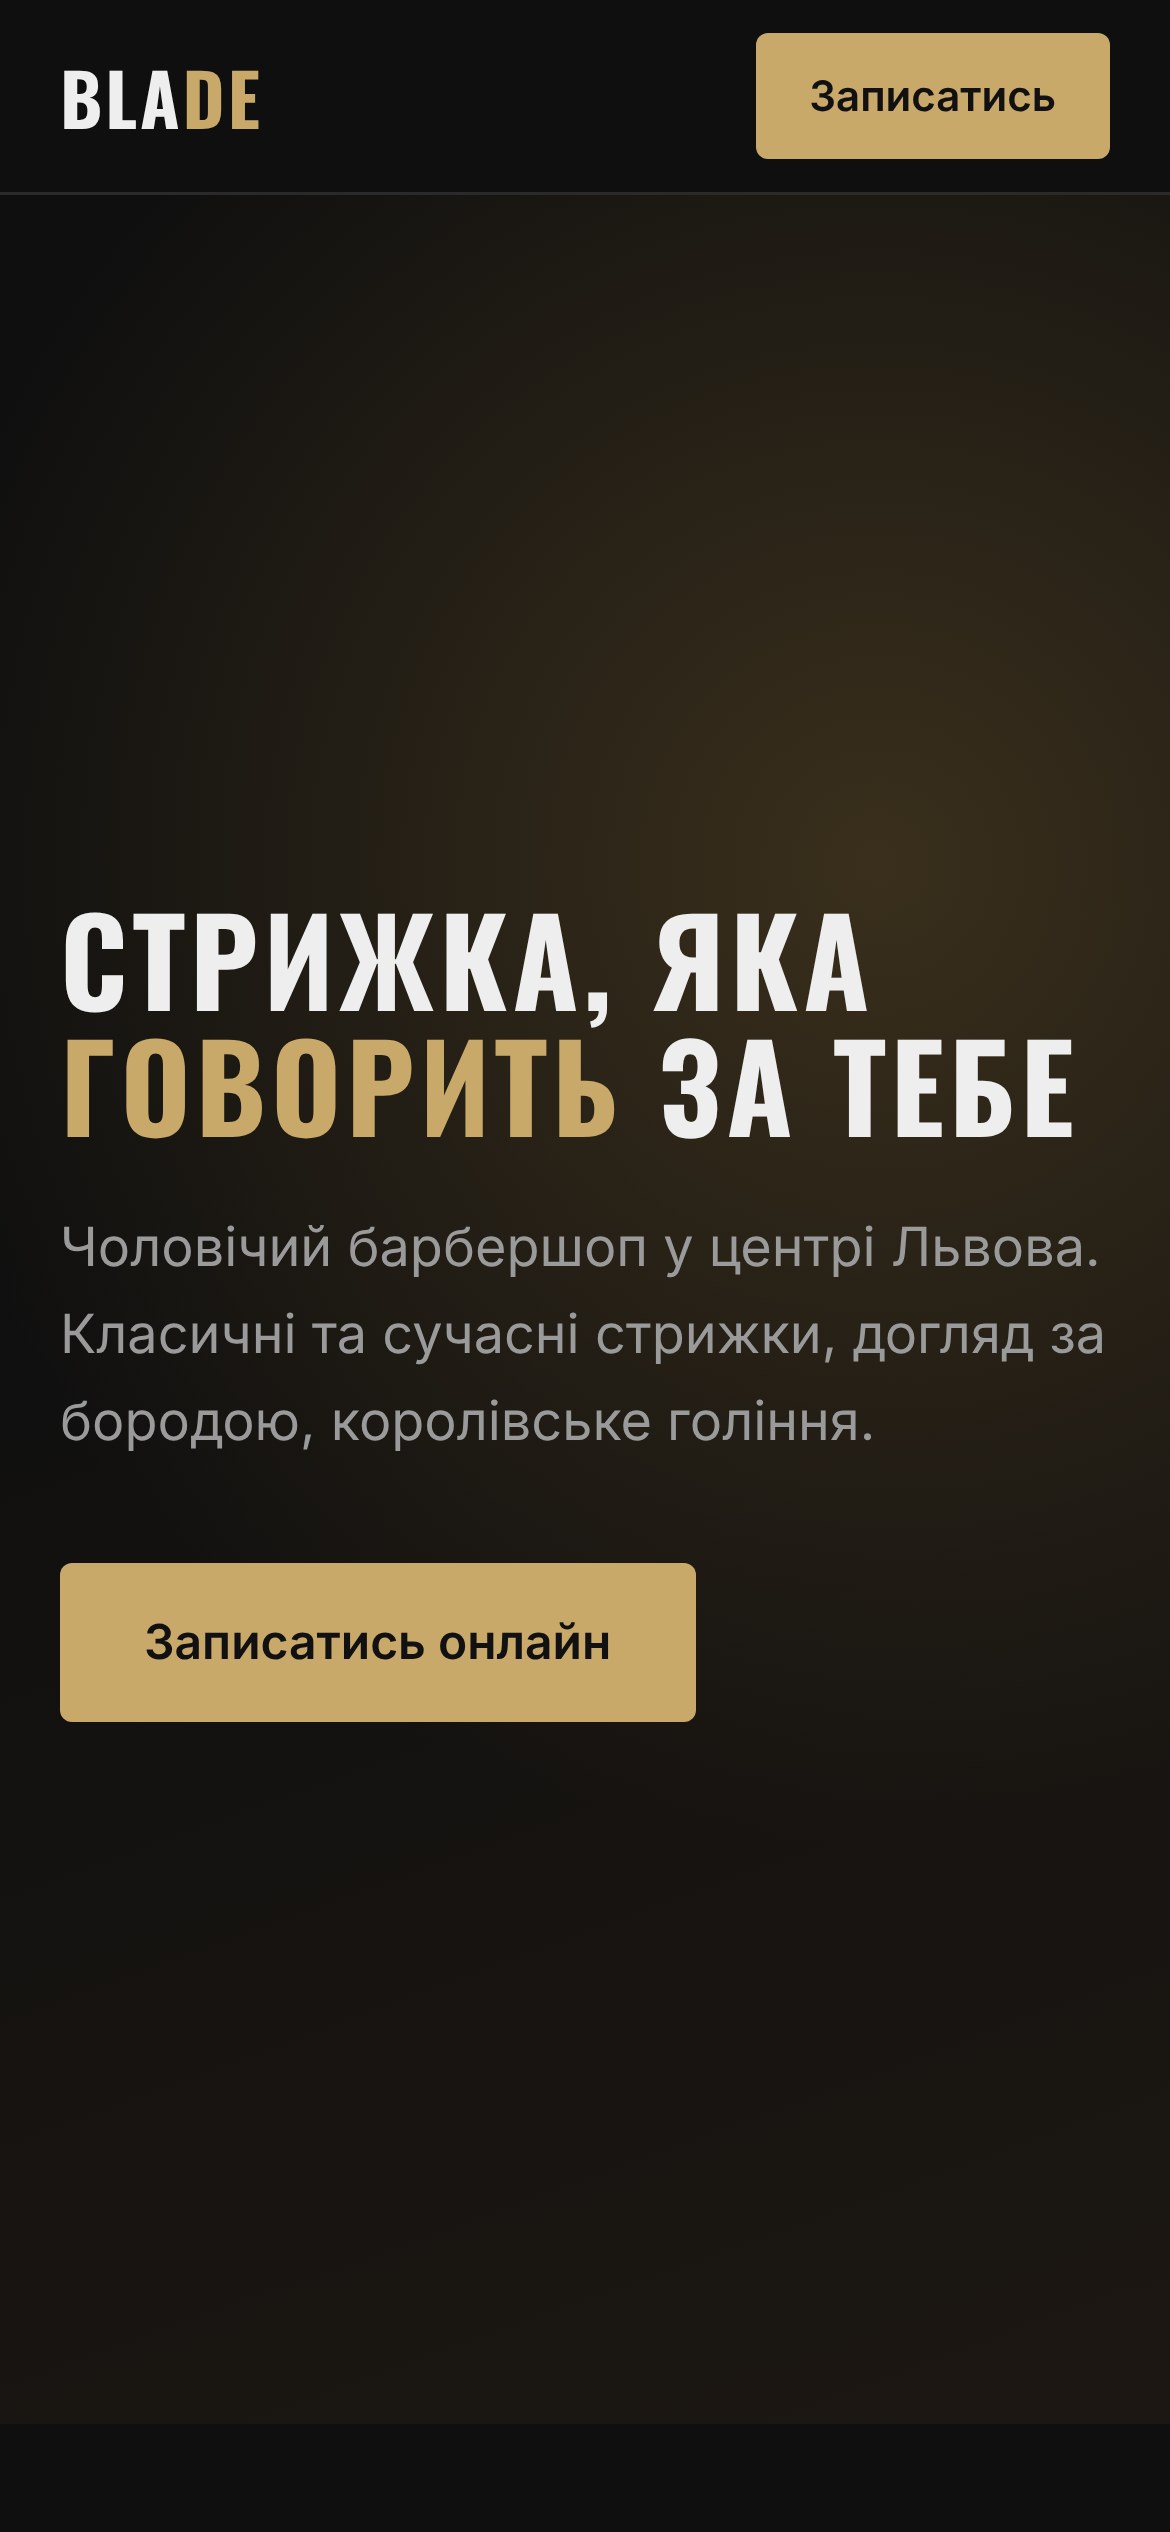 BLADE
Записатись
СТРИЖКА, ЯКА
ГОВОРИТЬ ЗА ТЕБЕ
Чоловічий барбершоп у центрі Львова.
Класичні та сучасні стрижки, догляд за
бородою, королівське гоління.
Записатись онлайн